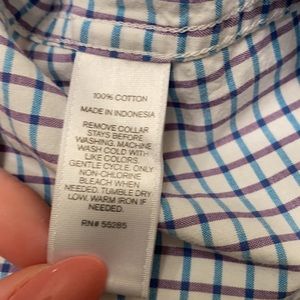 100% COTTON
MADE IN INDONESIA
REMOVE COLLAR
STAYS BEFORE
WASHING. MACHINE
WASH COLD WITH
LIKE COLORS.
GENTLE CYCLE. ONLY
NON-CHLORINE
BLEACH WHEN IF
NEEDED. TUMBLE DRY
LOW. WARM IRON IF
NEEDED.
RN# 55285